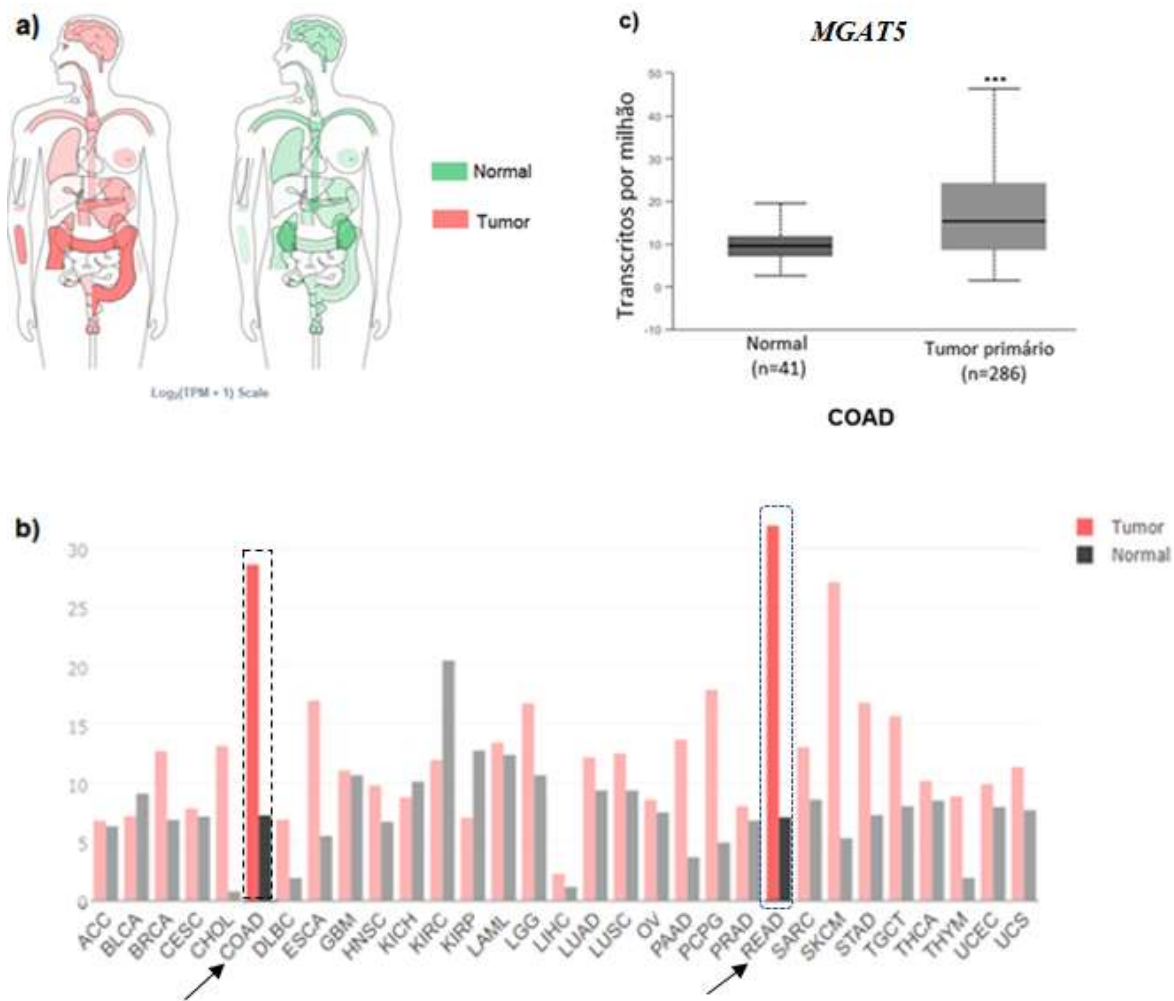 a)
Normal
Tumor
Log₂(TPM + 1) Scale
c)
MGAT5
Transcritos por milhão
50
40
30
20
10
0
-10
***
Normal
(n=41)
Tumor primário
(n=286)
COAD
b)
Tumor
Normal
30
25
20
15
10
5
0
ACC
BLCA
BRCA
CESC
CHOL
COAD
DLBC
ESCA
GBM
HNSC
KICH
KIRC
KIRP
LAML
LGG
LIHC
LUAD
LUSC
OV
PAAD
PCPG
PRAD
READ
SARC
SKCM
STAD
TGCT
THCA
THYM
UCEC
UCS